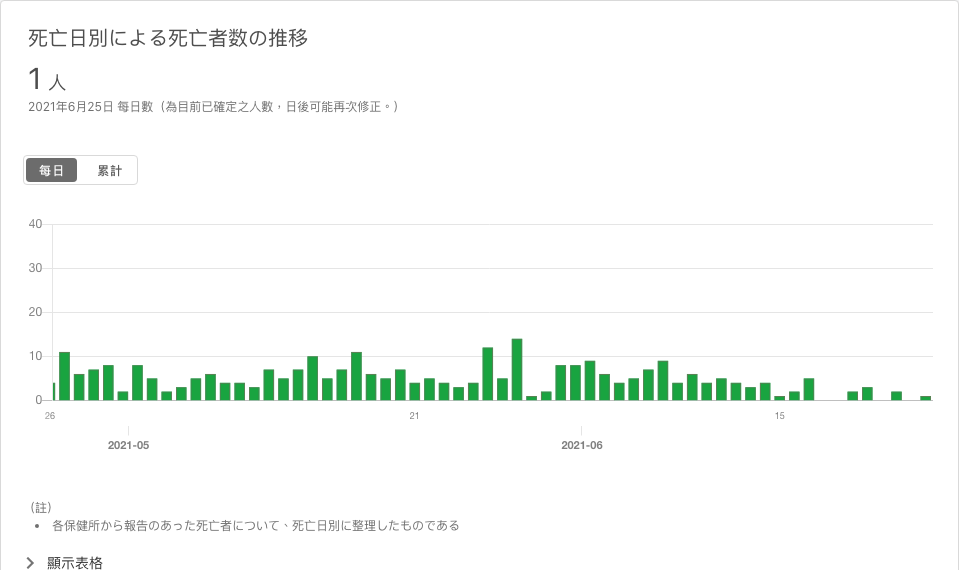 死亡日別による死亡者数の推移
1 人
2021年6月25日 每日數（為目前已確定之人數，日後可能再次修正。）
每日 累計
40
30
20
10
0
26 21 15
2021-05 2021-06
（註）
• 各保健所から報告のあった死亡者について、死亡日別に整理したものである
顯示表格